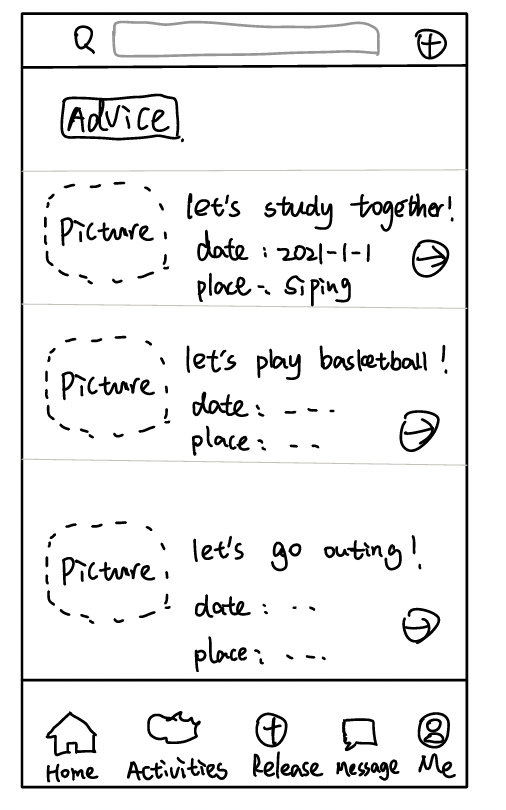 Advice
Picture
let's study together!
date : 2021-1-1
place : Siping
Picture
let's play basketball!
date : - - -
place : - -
Picture
let's go outing!
date : - -
place : - - -
Home Activities Release Message Me